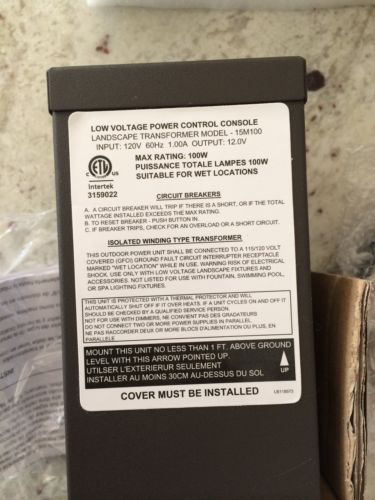 LOW VOLTAGE POWER CONTROL CONSOLE
LANDSCAPE TRANSFORMER MODEL - 15M100
INPUT: 120V 60Hz 1.00A OUTPUT: 12.0V
MAX RATING: 100W
PUISSANCE TOTALE LAMPES 100W
SUITABLE FOR WET LOCATIONS
ETL
C US
Intertek
3159022
CIRCUIT BREAKERS
A. A CIRCUIT BREAKER WILL TRIP IF THERE IS A SHORT, OR IF THE TOTAL
WATTAGE INSTALLED EXCEEDS THE MAX RATING.
B. TO RESET BREAKER - PUSH BUTTON IN.
C. IF BREAKER TRIPS, CHECK FOR AN OVERLOAD OR A SHORT CIRCUIT.
ISOLATED WINDING TYPE TRANSFORMER
THIS OUTDOOR POWER UNIT SHALL BE CONNECTED TO A 115/120 VOLT
COVERED (GFCI) GROUND FAULT CIRCUIT INTERRUPTER RECEPTACLE
MARKED "WET LOCATION" WHILE IN USE. WARNING RISK OF ELECTRICAL
SHOCK. USE ONLY WITH LOW VOLTAGE LANDSCAPE FIXTURES AND
ACCESSORIES. NOT LISTED FOR USE WITH FOUNTAIN, SWIMMING POOL,
OR SPA LIGHTING FIXTURES.
THIS UNIT IS PROTECTED WITH A THERMAL PROTECTOR AND WILL
AUTOMATICALLY SHUT OFF IF IT OVER HEATS. IF A UNIT CYCLES ON AND OFF IT
SHOULD BE CHECKED BY A QUALIFIED SERVICE PERSON.
NOT FOR USE WITH DIMMERS, NE CONVIENT PAS DES GRADATEURS
DO NOT CONNECT TWO OR MORE POWER SUPPLIES IN PARALLEL.
NE PAS RACCORDER DEUX OR MORE BLOCS D'ALIMENTATION OU PLUS, EN
PARALLELE
MOUNT THIS UNIT NO LESS THAN 1 FT. ABOVE GROUND
LEVEL WITH THIS ARROW POINTED UP.
UTILSER L'EXTERIEUR SEULEMENT
INSTALLER AU MOINS 30CM AU-DESSUS DU SOL
UP
COVER MUST BE INSTALLED